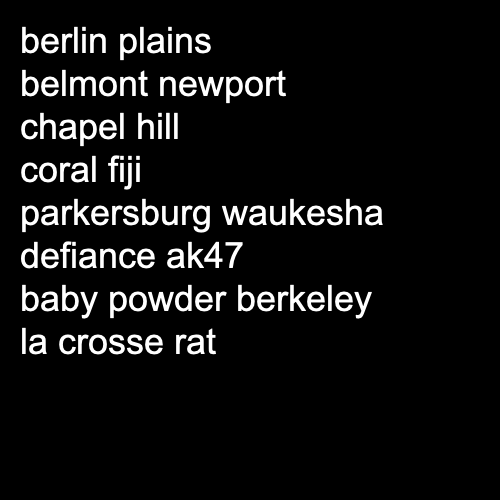 berlin plains
belmont newport
chapel hill
coral fiji
parkersburg waukesha
defiance ak47
baby powder berkeley
la crosse rat